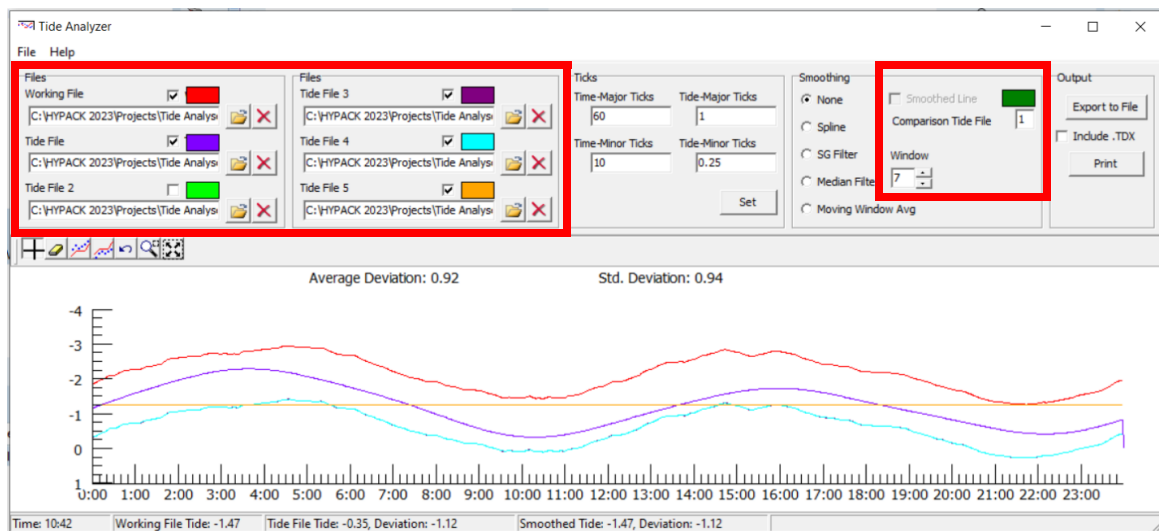 Tide Analyzer
File Help
Files
Working File
C:\HYPACK 2023\Projects\Tide Analys
Tide File
C:\HYPACK 2023\Projects\Tide Analys
Tide File 2
C:\HYPACK 2023\Projects\Tide Analys
Files
Tide File 3
C:\HYPACK 2023\Projects\Tide Analys
Tide File 4
C:\HYPACK 2023\Projects\Tide Analys
Tide File 5
C:\HYPACK 2023\Projects\Tide Analys
Ticks
Time-Major Ticks Tide-Major Ticks
60 1
Time-Minor Ticks Tide-Minor Ticks
10 0.25
Set
Smoothing
None
Spline
SG Filter
Median Filte
Moving Window Avg
Smoothed Line
Comparison Tide File 1
Window
7
Output
Export to File
Include .TDX
Print
Average Deviation: 0.92 Std. Deviation: 0.94
-4
-3
-2
-1
0
1
0:00 1:00 2:00 3:00 4:00 5:00 6:00 7:00 8:00 9:00 10:00 11:00 12:00 13:00 14:00 15:00 16:00 17:00 18:00 19:00 20:00 21:00 22:00 23:00
Time: 10:42 Working File Tide: -1.47 Tide File Tide: -0.35, Deviation: -1.12 Smoothed Tide: -1.47, Deviation: -1.12